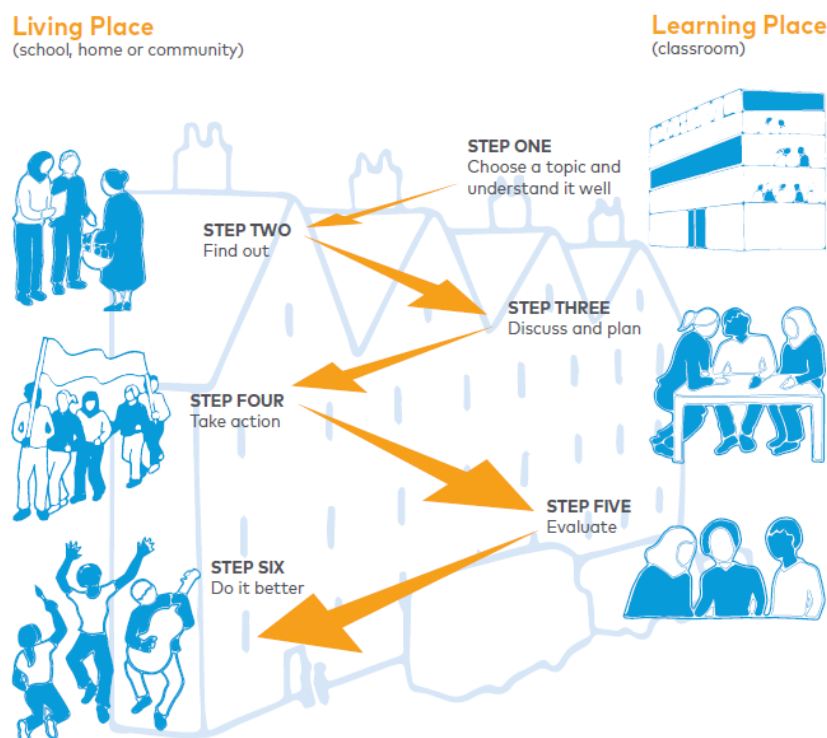 Living Place
(school, home or community)
Learning Place
(classroom)
STEP ONE
Choose a topic and
understand it well
STEP TWO
Find out
STEP THREE
Discuss and plan
STEP FOUR
Take action
STEP FIVE
Evaluate
STEP SIX
Do it better